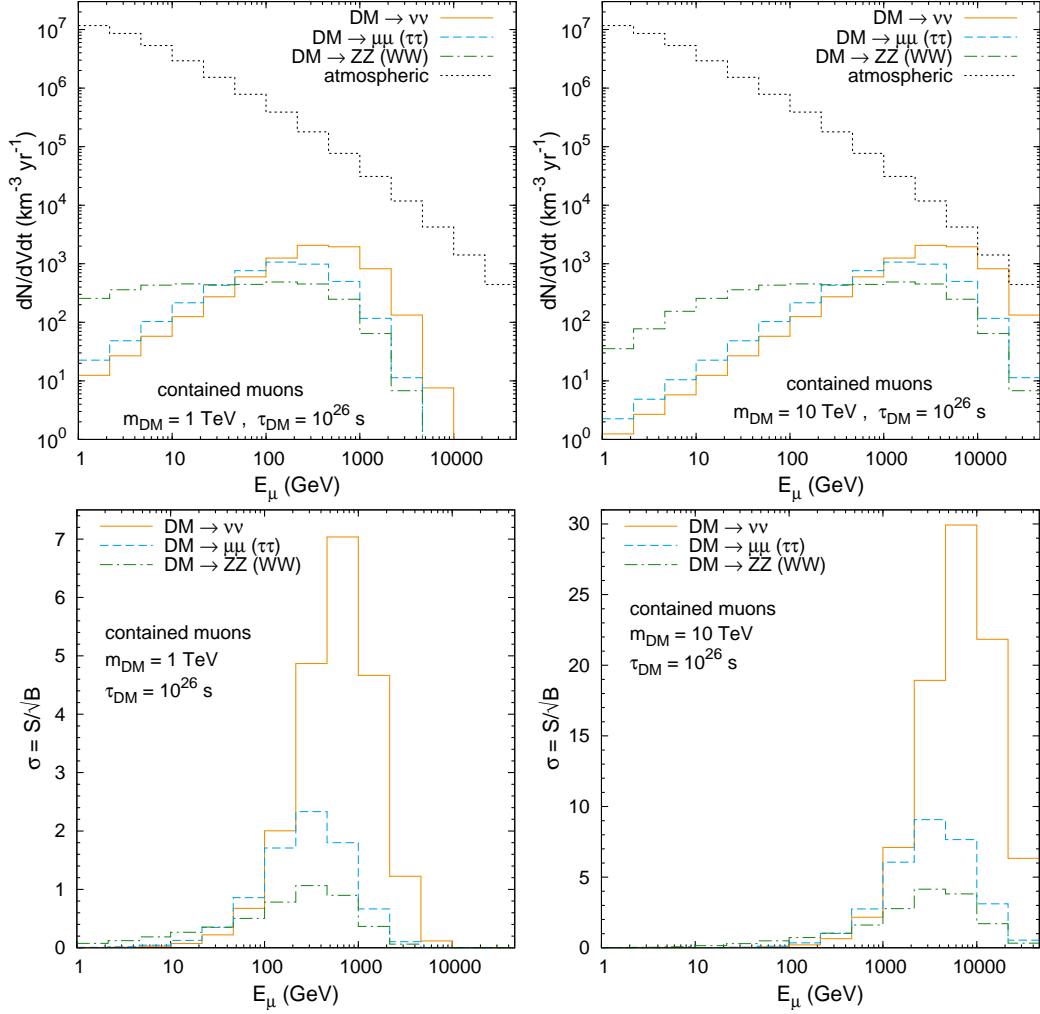 DM → νν
DM → μμ (ττ)
DM → ZZ (WW)
atmospheric
10^7
10^6
10^5
10^4
10^3
10^2
10^1
10^0
dN/dVdt (km^-3 yr^-1)
contained muons
m_DM = 1 TeV , τ_DM = 10^26 s
1 10 100 1000 10000
E_μ (GeV)
DM → νν
DM → μμ (ττ)
DM → ZZ (WW)
atmospheric
10^7
10^6
10^5
10^4
10^3
10^2
10^1
10^0
dN/dVdt (km^-3 yr^-1)
contained muons
m_DM = 10 TeV , τ_DM = 10^26 s
1 10 100 1000 10000
E_μ (GeV)
DM → νν
DM → μμ (ττ)
DM → ZZ (WW)
7
6
5
4
3
2
1
0
σ = S/√B
contained muons
m_DM = 1 TeV
τ_DM = 10^26 s
1 10 100 1000 10000
E_μ (GeV)
DM → νν
DM → μμ (ττ)
DM → ZZ (WW)
30
25
20
15
10
5
0
σ = S/√B
contained muons
m_DM = 10 TeV
τ_DM = 10^26 s
1 10 100 1000 10000
E_μ (GeV)